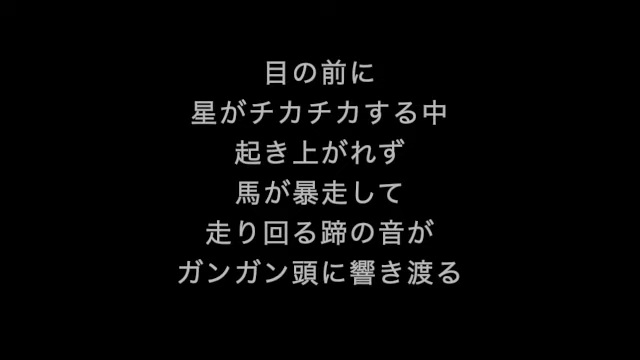 目の前に
星がチカチカする中
起き上がれず
馬が暴走して
走り回る蹄の音が
ガンガン頭に響き渡る